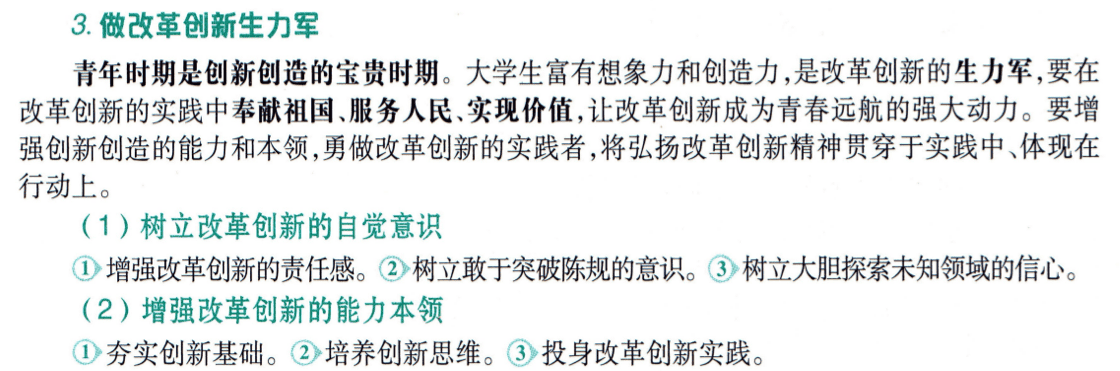 3. 做改革创新生力军
青年时期是创新创造的宝贵时期。大学生富有想象力和创造力,是改革创新的生力军,要在
改革创新的实践中奉献祖国、服务人民、实现价值,让改革创新成为青春远航的强大动力。要增
强创新创造的能力和本领,勇做改革创新的实践者,将弘扬改革创新精神贯穿于实践中、体现在
行动上。
(1)树立改革创新的自觉意识
①增强改革创新的责任感。②树立敢于突破陈规的意识。③树立大胆探索未知领域的信心。
(2)增强改革创新的能力本领
①夯实创新基础。②培养创新思维。③投身改革创新实践。